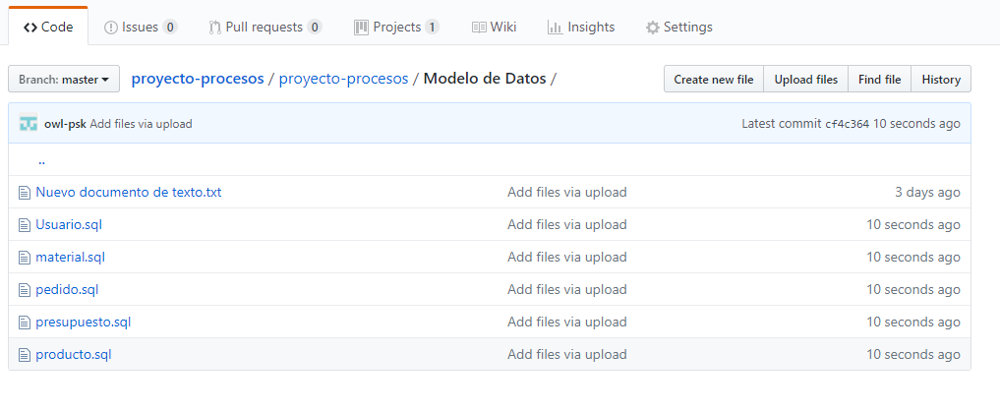 Code Issues 0 Pull requests 0 Projects 1 Wiki Insights Settings
Branch: master proyecto-procesos / proyecto-procesos / Modelo de Datos / Create new file Upload files Find file History
owl-psk Add files via upload Latest commit cf4c364 10 seconds ago
..
Nuevo documento de texto.txt Add files via upload 3 days ago
Usuario.sql Add files via upload 10 seconds ago
material.sql Add files via upload 10 seconds ago
pedido.sql Add files via upload 10 seconds ago
presupuesto.sql Add files via upload 10 seconds ago
producto.sql Add files via upload 10 seconds ago